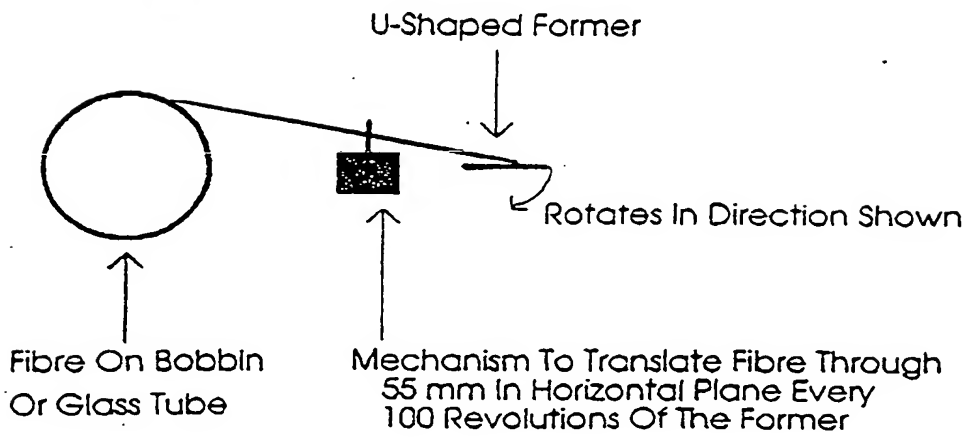 U-Shaped Former
Rotates In Direction Shown
Fibre On Bobbin
Or Glass Tube
Mechanism To Translate Fibre Through
55 mm In Horizontal Plane Every
100 Revolutions Of The Former